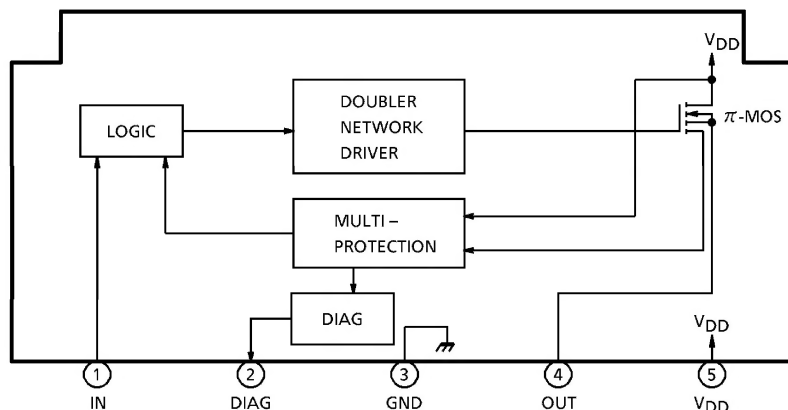 VDD
DOUBLER
NETWORK
DRIVER
π-MOS
LOGIC
MULTI –
PROTECTION
DIAG
VDD
1
2
3
4
5
IN
DIAG
GND
OUT
VDD